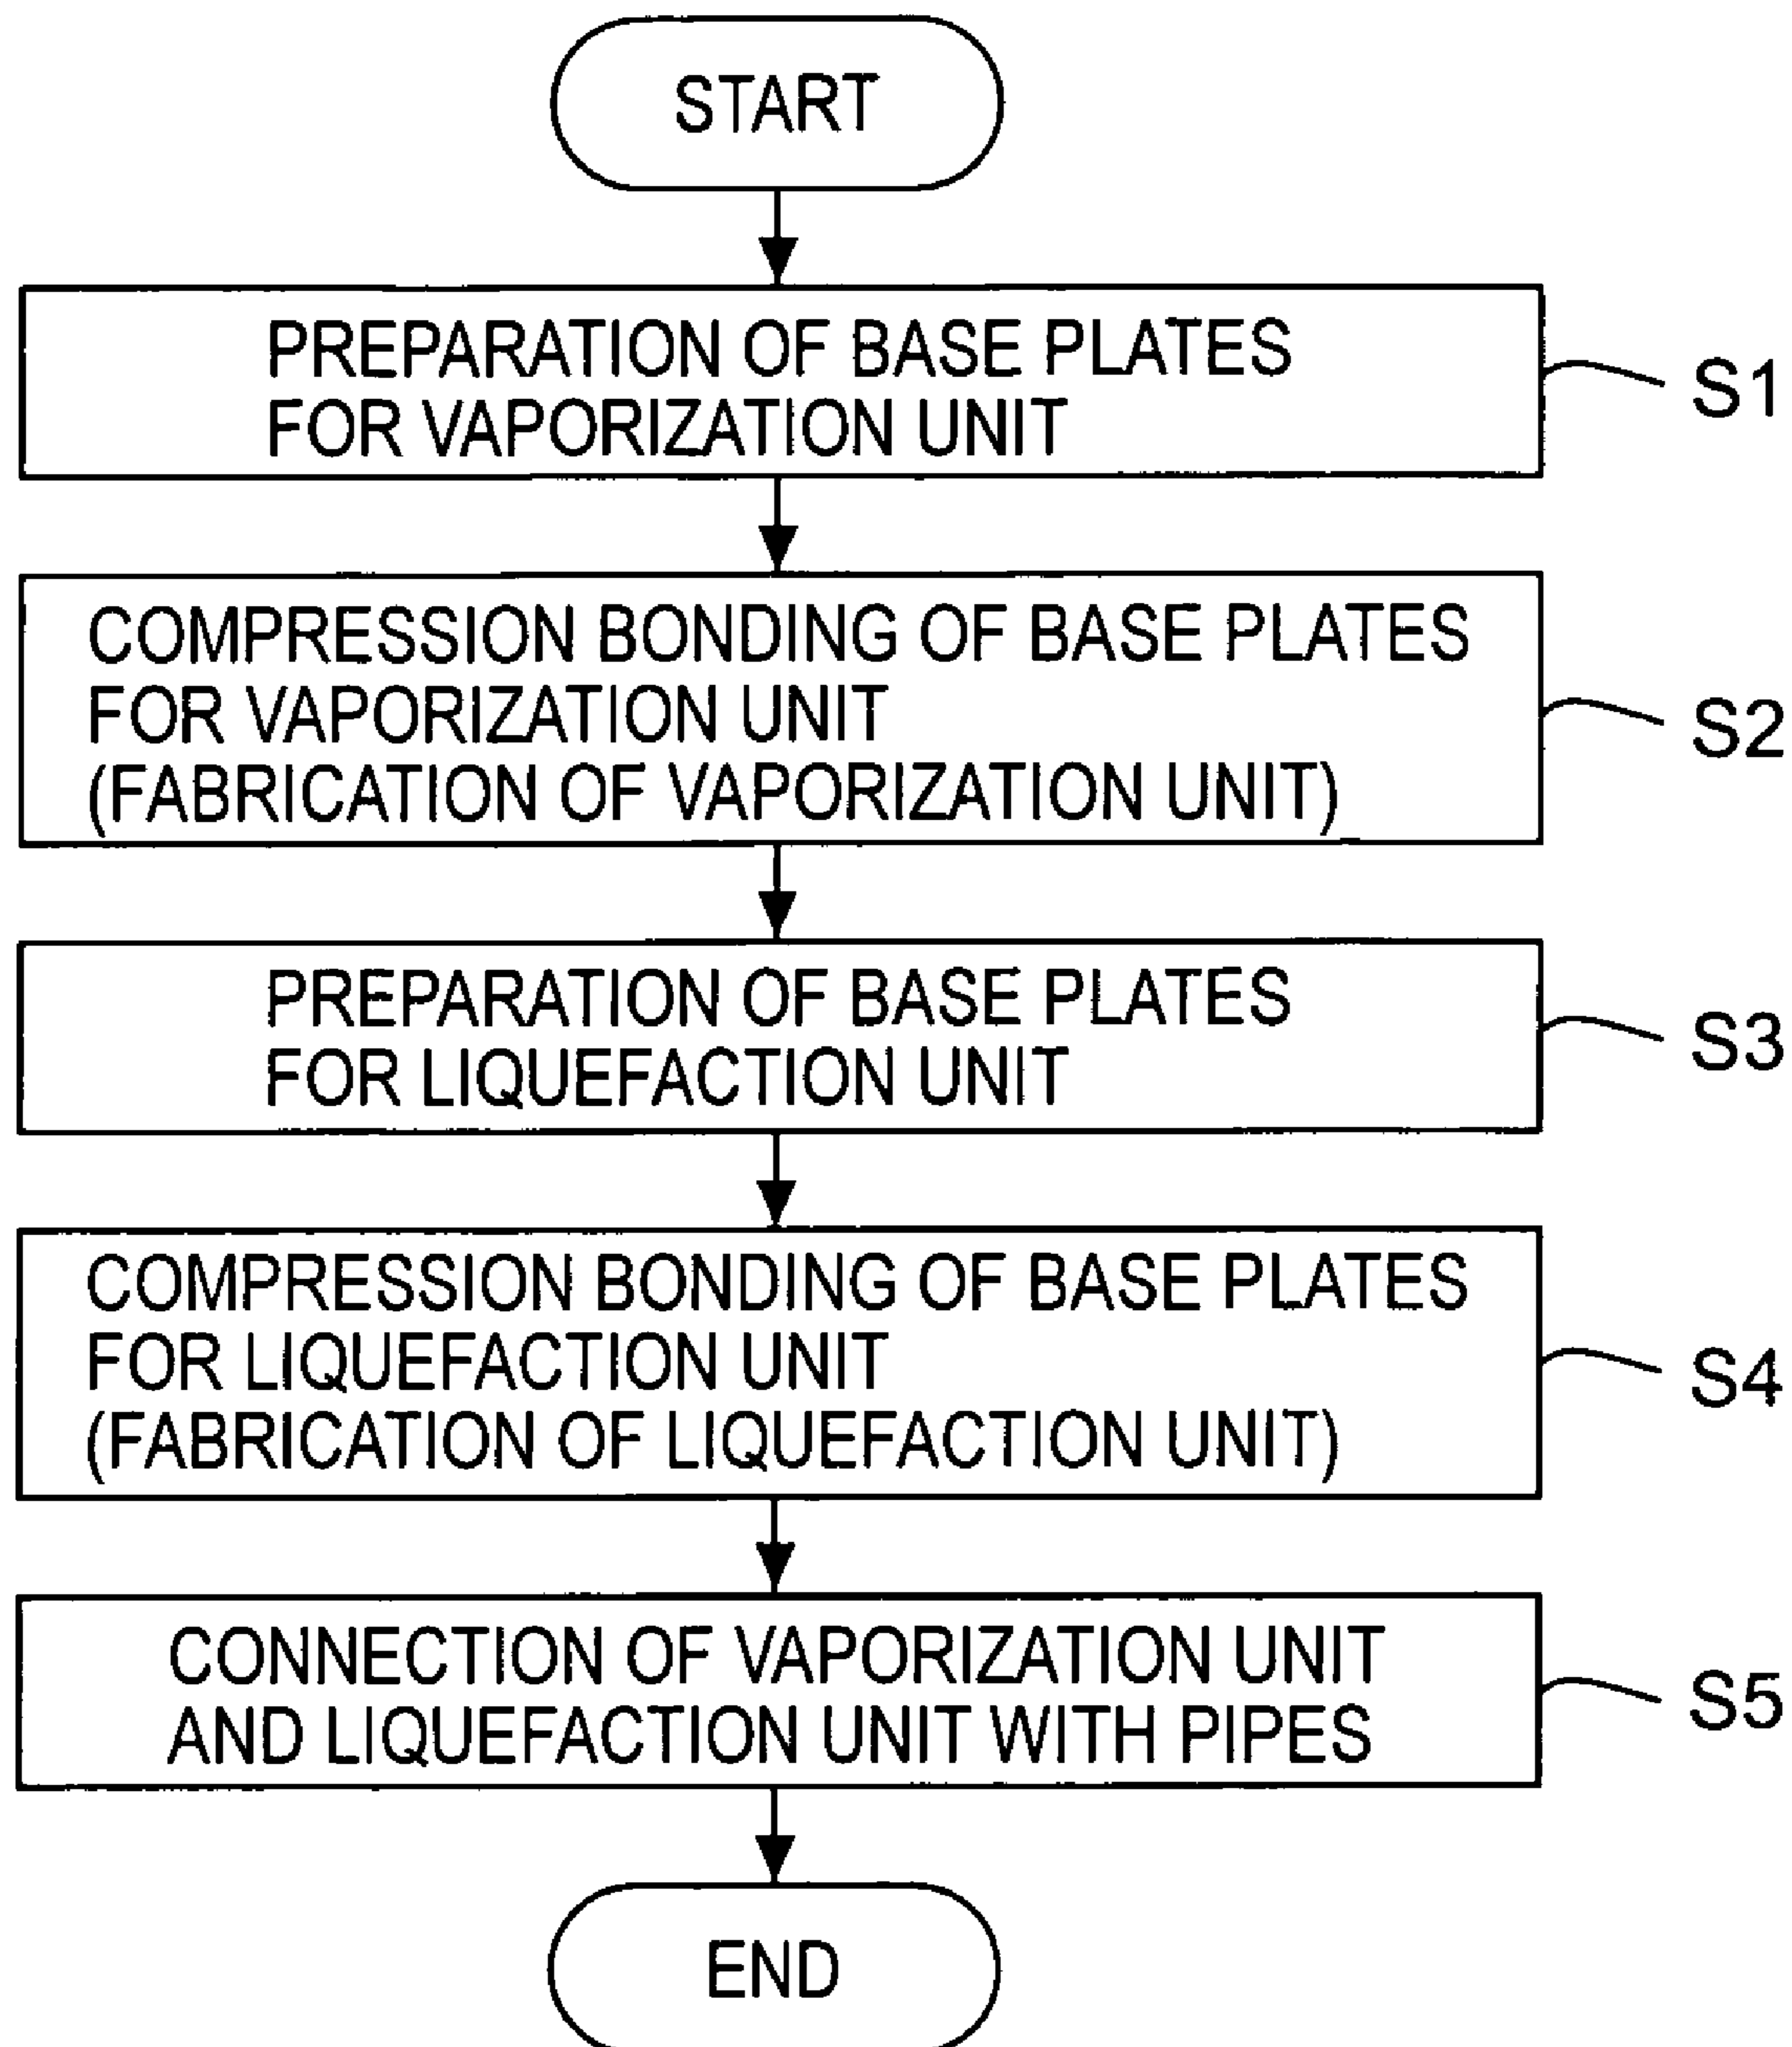 START
PREPARATION OF BASE PLATES
FOR VAPORIZATION UNIT
S1
COMPRESSION BONDING OF BASE PLATES
FOR VAPORIZATION UNIT
(FABRICATION OF VAPORIZATION UNIT)
S2
PREPARATION OF BASE PLATES
FOR LIQUEFACTION UNIT
S3
COMPRESSION BONDING OF BASE PLATES
FOR LIQUEFACTION UNIT
(FABRICATION OF LIQUEFACTION UNIT)
S4
CONNECTION OF VAPORIZATION UNIT
AND LIQUEFACTION UNIT WITH PIPES
S5
END